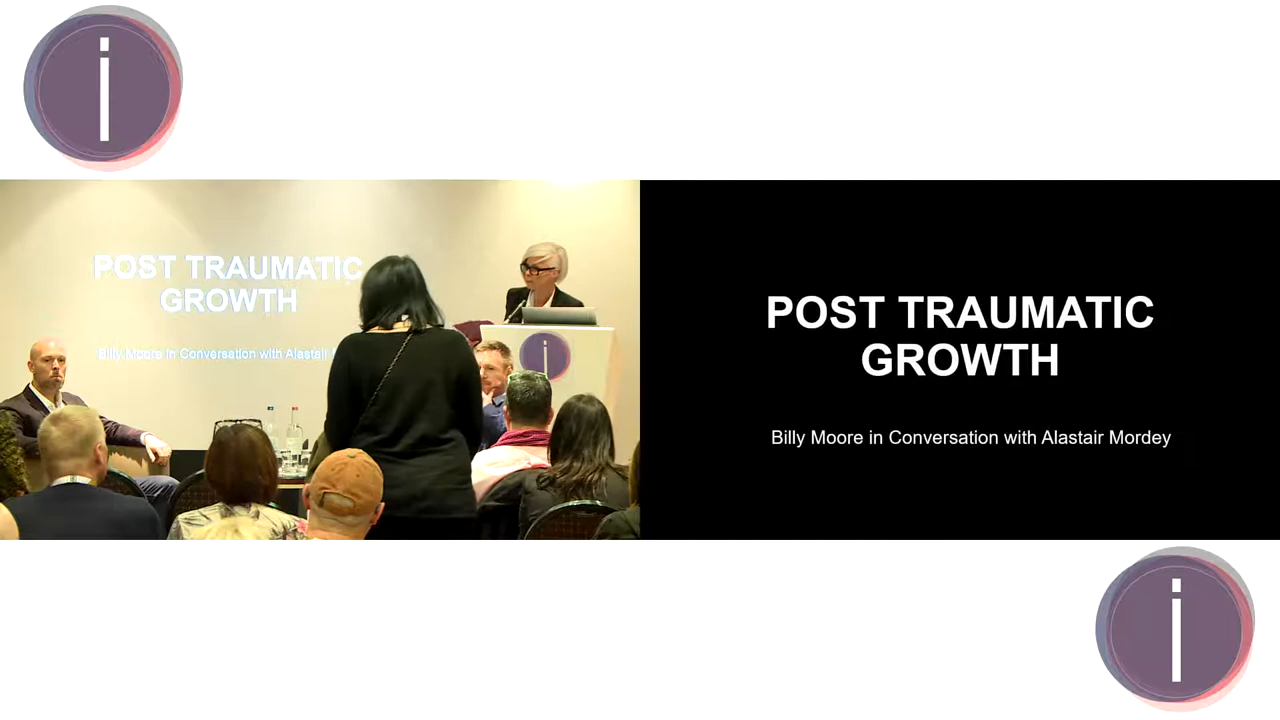 i
POST TRAUMATIC
GROWTH
Billy Moore in Conversation with Alastair
i
POST TRAUMATIC
GROWTH
Billy Moore in Conversation with Alastair Mordey
i